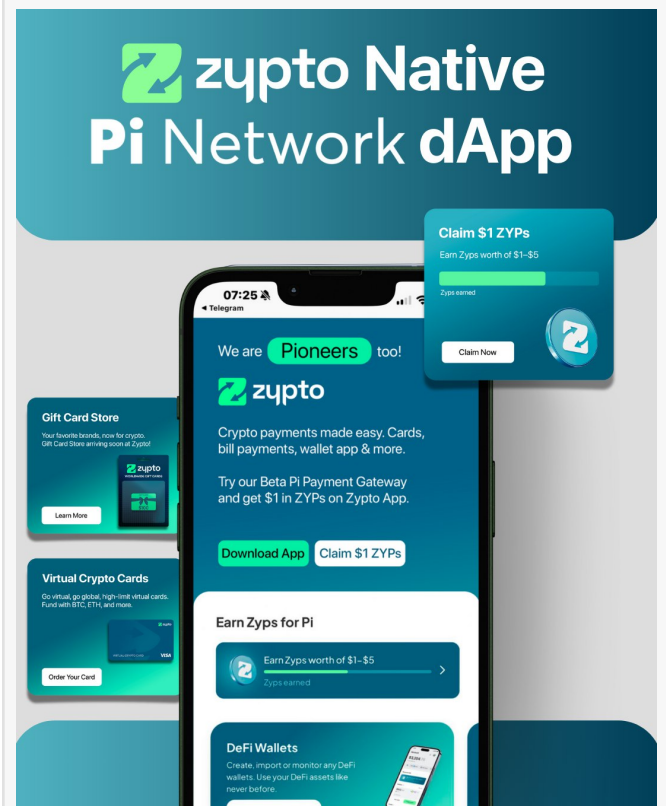 zypto Native
Pi Network dApp
Claim $1 ZYPs
Earn Zyps worth of $1–$5
Zyps earned
Claim Now
07:25
Telegram
We are Pioneers too!
zypto
Crypto payments made easy. Cards,
bill payments, wallet app & more.
Try our Beta Pi Payment Gateway
and get $1 in ZYPs on Zypto App.
Download App
Claim $1 ZYPs
Gift Card Store
Your favorite brands, now for crypto.
Gift Card Store arriving soon at Zypto!
zypto
Learn More
Virtual Crypto Cards
Go virtual, go global, high-limit virtual cards.
Fund with BTC, ETH, and more.
zypto
VISA
Order Your Card
Earn Zyps for Pi
Earn Zyps worth of $1–$5
Zyps earned
DeFi Wallets
Create, import or monitor any DeFi
wallets. Use your DeFi assets like
never before.